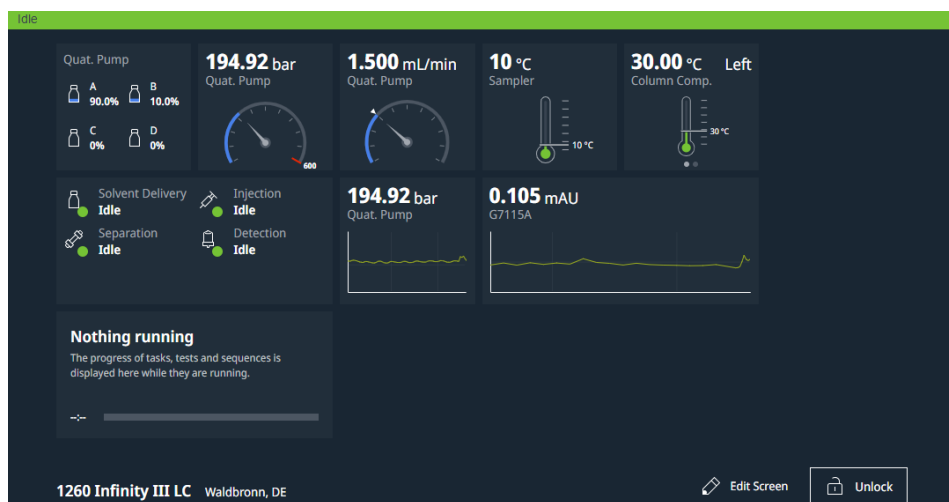 Idle
Quat. Pump
A
90.0%
B
10.0%
C
0%
D
0%
194.92 bar
Quat. Pump
600
1.500 mL/min
Quat. Pump
10 °C
Sampler
10 °C
30.00 °C Left
Column Comp.
30 °C
Solvent Delivery
Idle
Injection
Idle
Separation
Idle
Detection
Idle
194.92 bar
Quat. Pump
0.105 mAU
G7115A
Nothing running
The progress of tasks, tests and sequences is
displayed here while they are running.
--:--
1260 Infinity III LC Waldbronn, DE
Edit Screen
Unlock